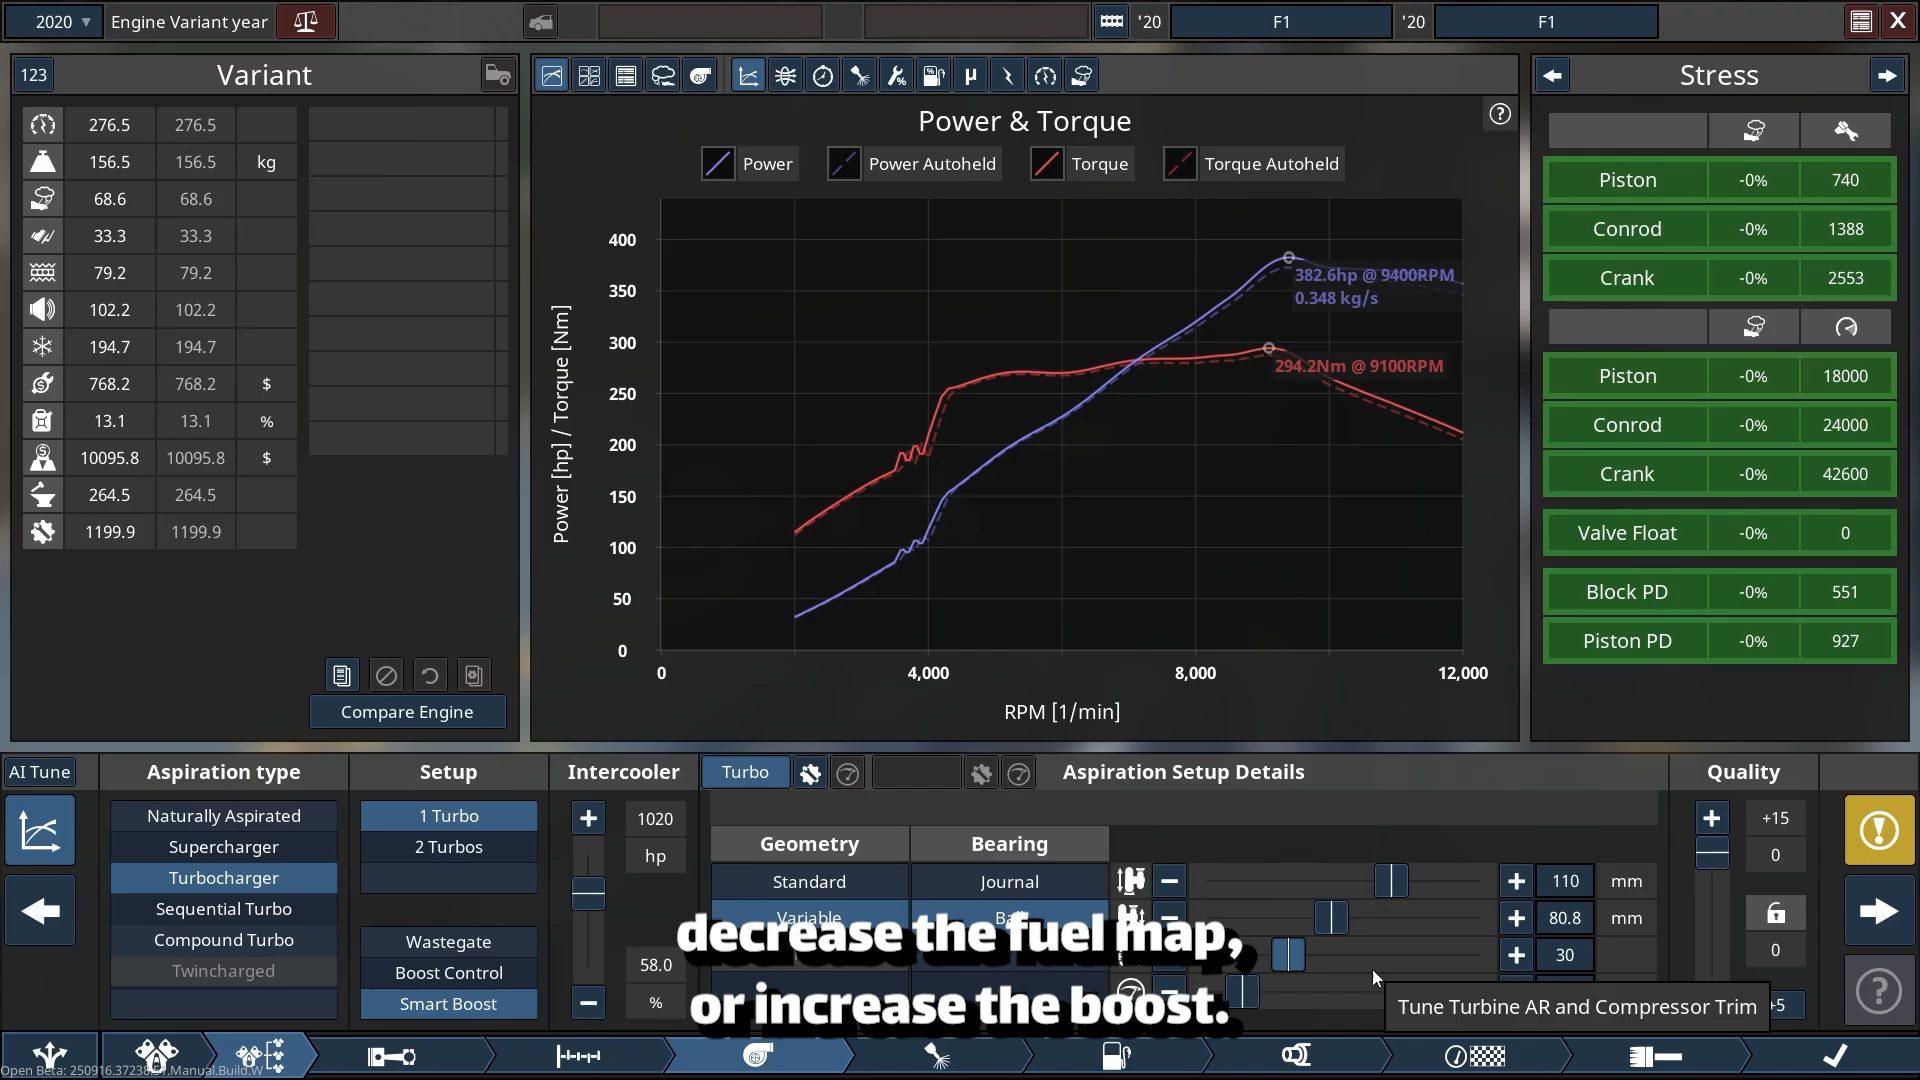 2020
Engine Variant year
'20
F1
'20
F1
X
123
Variant
276.5 276.5
156.5 156.5 kg
68.6 68.6
33.3 33.3
79.2 79.2
102.2 102.2
194.7 194.7
768.2 768.2 $
13.1 13.1 %
10095.8 10095.8 $
264.5 264.5
1199.9 1199.9
Compare Engine
Power & Torque
Power
Power Autoheld
Torque
Torque Autoheld
400
350
300
250
200
150
100
50
0
Power [hp] / Torque [Nm]
382.6hp @ 9400RPM
0.348 kg/s
294.2Nm @ 9100RPM
0
4,000
8,000
12,000
RPM [1/min]
Stress
Piston -0% 740
Conrod -0% 1388
Crank -0% 2553
Piston -0% 18000
Conrod -0% 24000
Crank -0% 42600
Valve Float -0% 0
Block PD -0% 551
Piston PD -0% 927
AI Tune
Aspiration type
Naturally Aspirated
Supercharger
Turbocharger
Sequential Turbo
Compound Turbo
Twincharged
Setup
1 Turbo
2 Turbos
Wastegate
Boost Control
Smart Boost
Intercooler
1020
hp
58.0
%
Turbo
Aspiration Setup Details
Geometry
Bearing
Standard
Journal
Variable
110 mm
80.8 mm
30
Quality
+15
0
0
+5
decrease the fuel map,
or increase the boost.
Tune Turbine AR and Compressor Trim